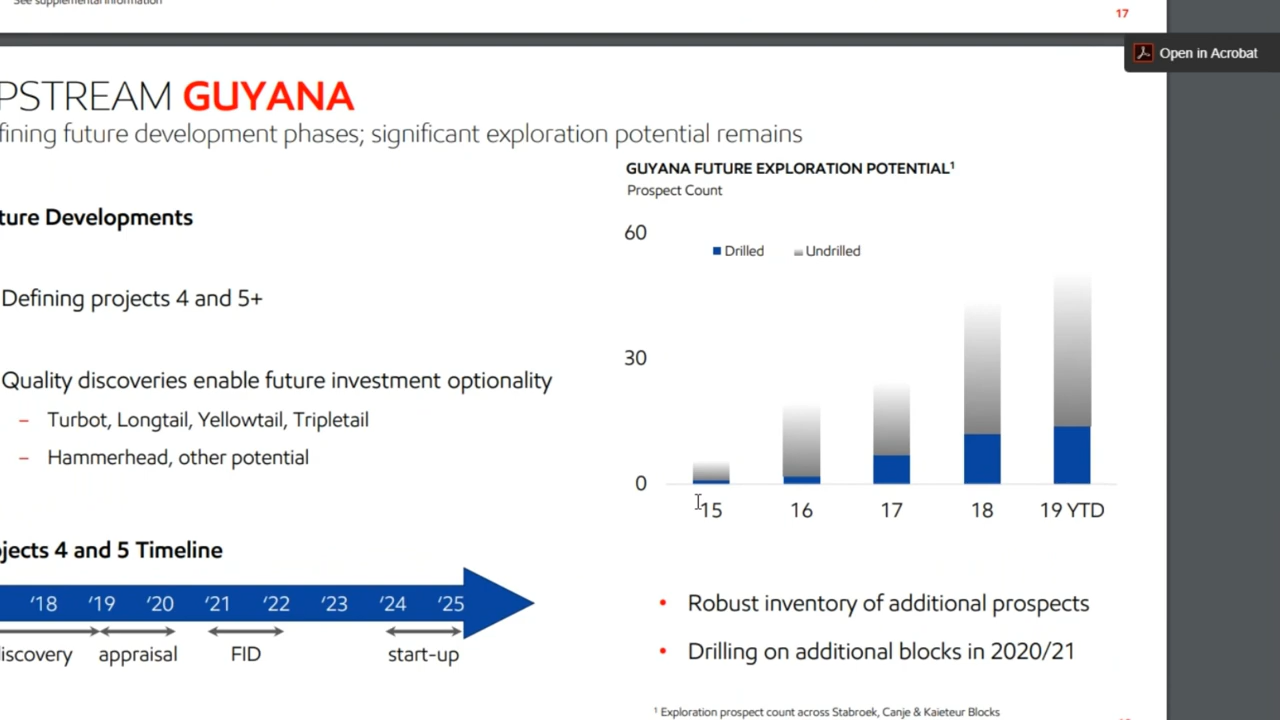 See supplemental information
17
Open in Acrobat
PSTREAM GUYANA
fining future development phases; significant exploration potential remains
GUYANA FUTURE EXPLORATION POTENTIAL¹
Prospect Count
ture Developments
60
Drilled Undrilled
Defining projects 4 and 5+
30
Quality discoveries enable future investment optionality
– Turbot, Longtail, Yellowtail, Tripletail
– Hammerhead, other potential
0
15 16 17 18 19 YTD
ojects 4 and 5 Timeline
‘18 ‘19 ‘20 ‘21 ‘22 ‘23 ‘24 ‘25
discovery appraisal FID start-up
• Robust inventory of additional prospects
• Drilling on additional blocks in 2020/21
¹ Exploration prospect count across Stabroek, Canje & Kaieteur Blocks